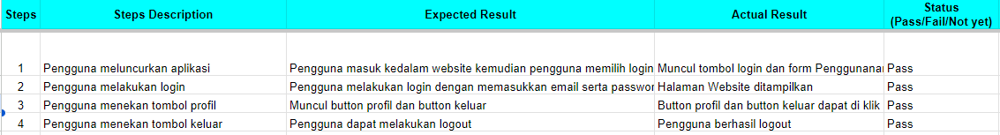 Steps Steps Description Expected Result Actual Result Status
(Pass/Fail/Not yet)
1 Pengguna meluncurkan aplikasi Pengguna masuk kedalam website kemudian pengguna memilih login Muncul tombol login dan form Penggunanan Pass
2 Pengguna melakukan login Pengguna melakukan login dengan memasukkan email serta passwor Halaman Website ditampilkan Pass
3 Pengguna menekan tombol profil Muncul button profil dan button keluar Button profil dan button keluar dapat di klik Pass
4 Pengguna menekan tombol keluar Pengguna dapat melakukan logout Pengguna berhasil logout Pass